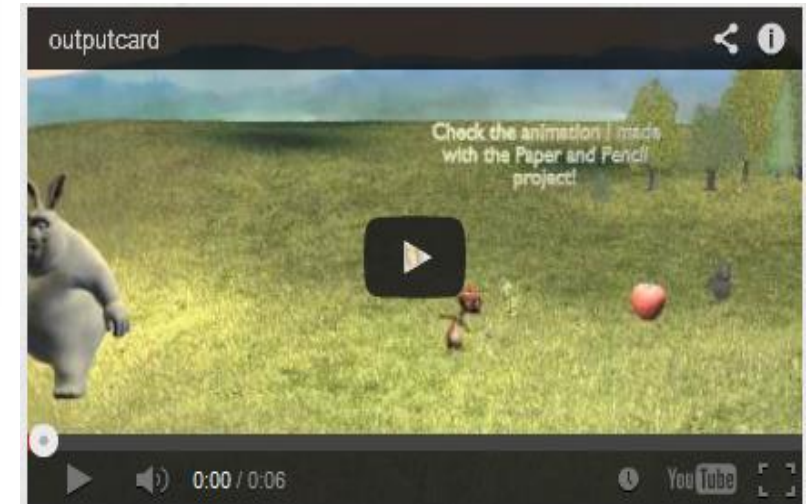 outputcard
Check the animation I made
with the Paper and Pencil
project!
0:00 / 0:06
YouTube